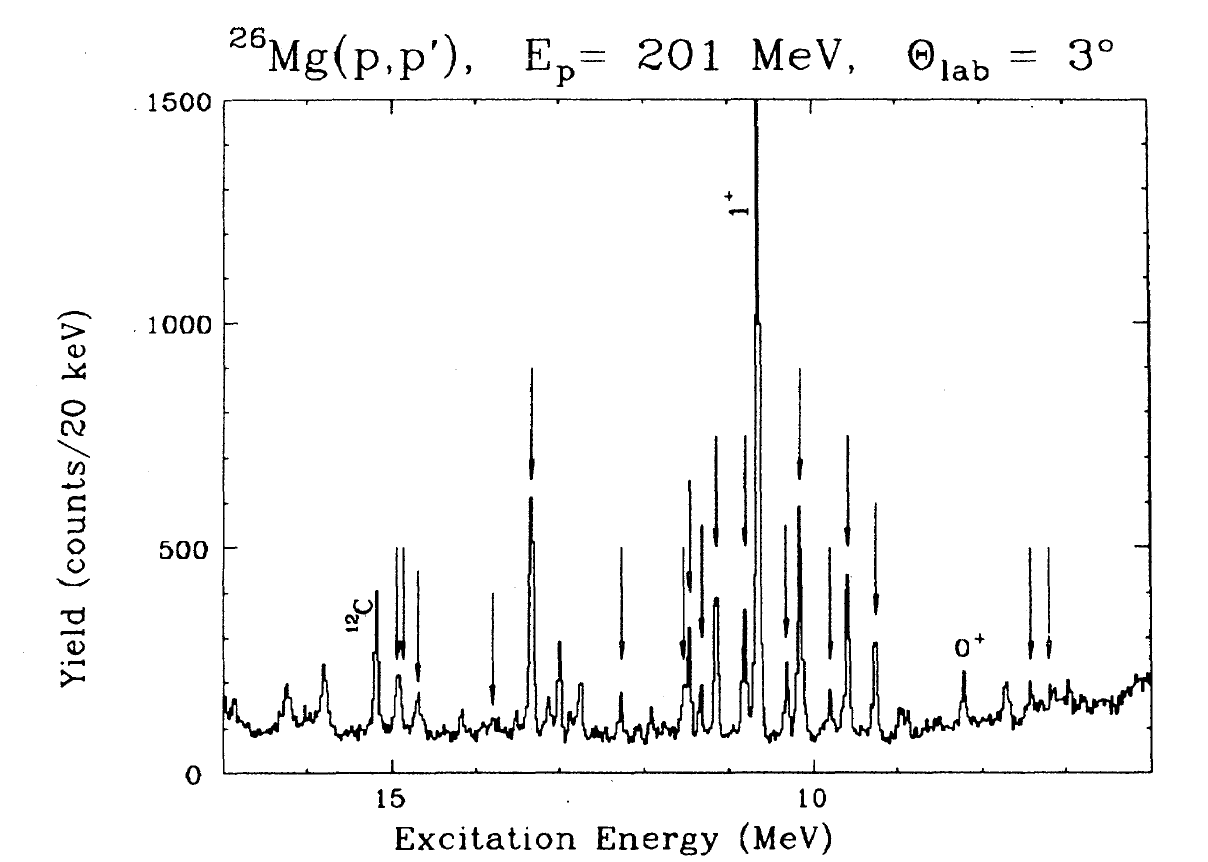 ²⁶Mg(p,p′), Eₚ= 201 MeV, Θ_lab = 3°
1500
1000
500
0
Yield (counts/20 keV)
¹²C
1⁺
0⁺
15
10
Excitation Energy (MeV)